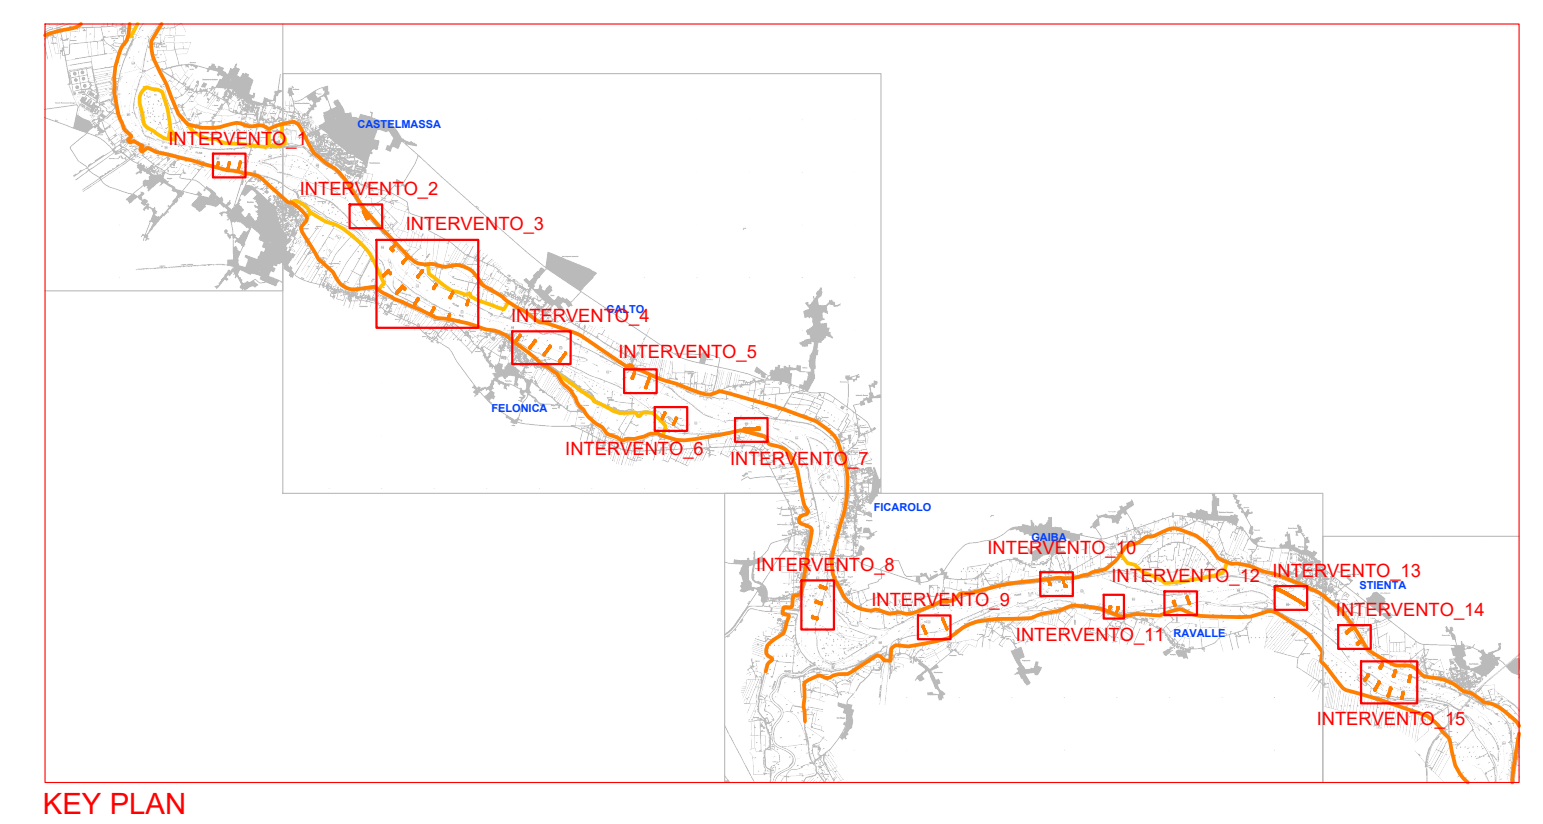 CASTELMASSA
INTERVENTO_1
INTERVENTO_2
INTERVENTO_3
CALTO
INTERVENTO_4
INTERVENTO_5
FELONICA
INTERVENTO_6
INTERVENTO_7
FICAROLO
GAIBA
INTERVENTO_10
INTERVENTO_8
INTERVENTO_13
INTERVENTO_12
STIENTA
INTERVENTO_9
INTERVENTO_14
INTERVENTO_11
RAVALLE
INTERVENTO_15
KEY PLAN